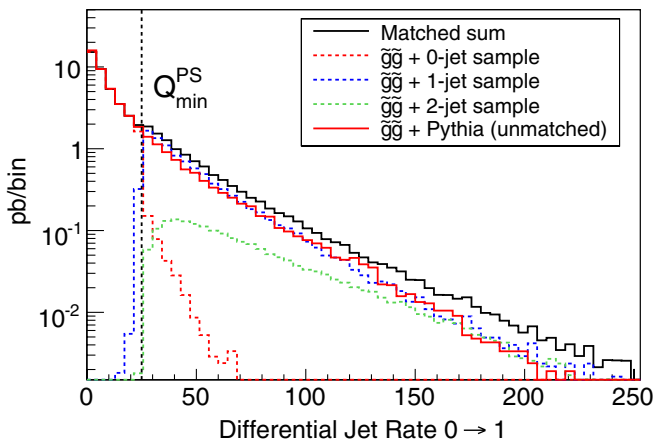 Matched sum
g̃g̃ + 0-jet sample
g̃g̃ + 1-jet sample
g̃g̃ + 2-jet sample
g̃g̃ + Pythia (unmatched)
Q^PS_min
pb/bin
10
1
10^-1
10^-2
0 50 100 150 200 250
Differential Jet Rate 0 → 1